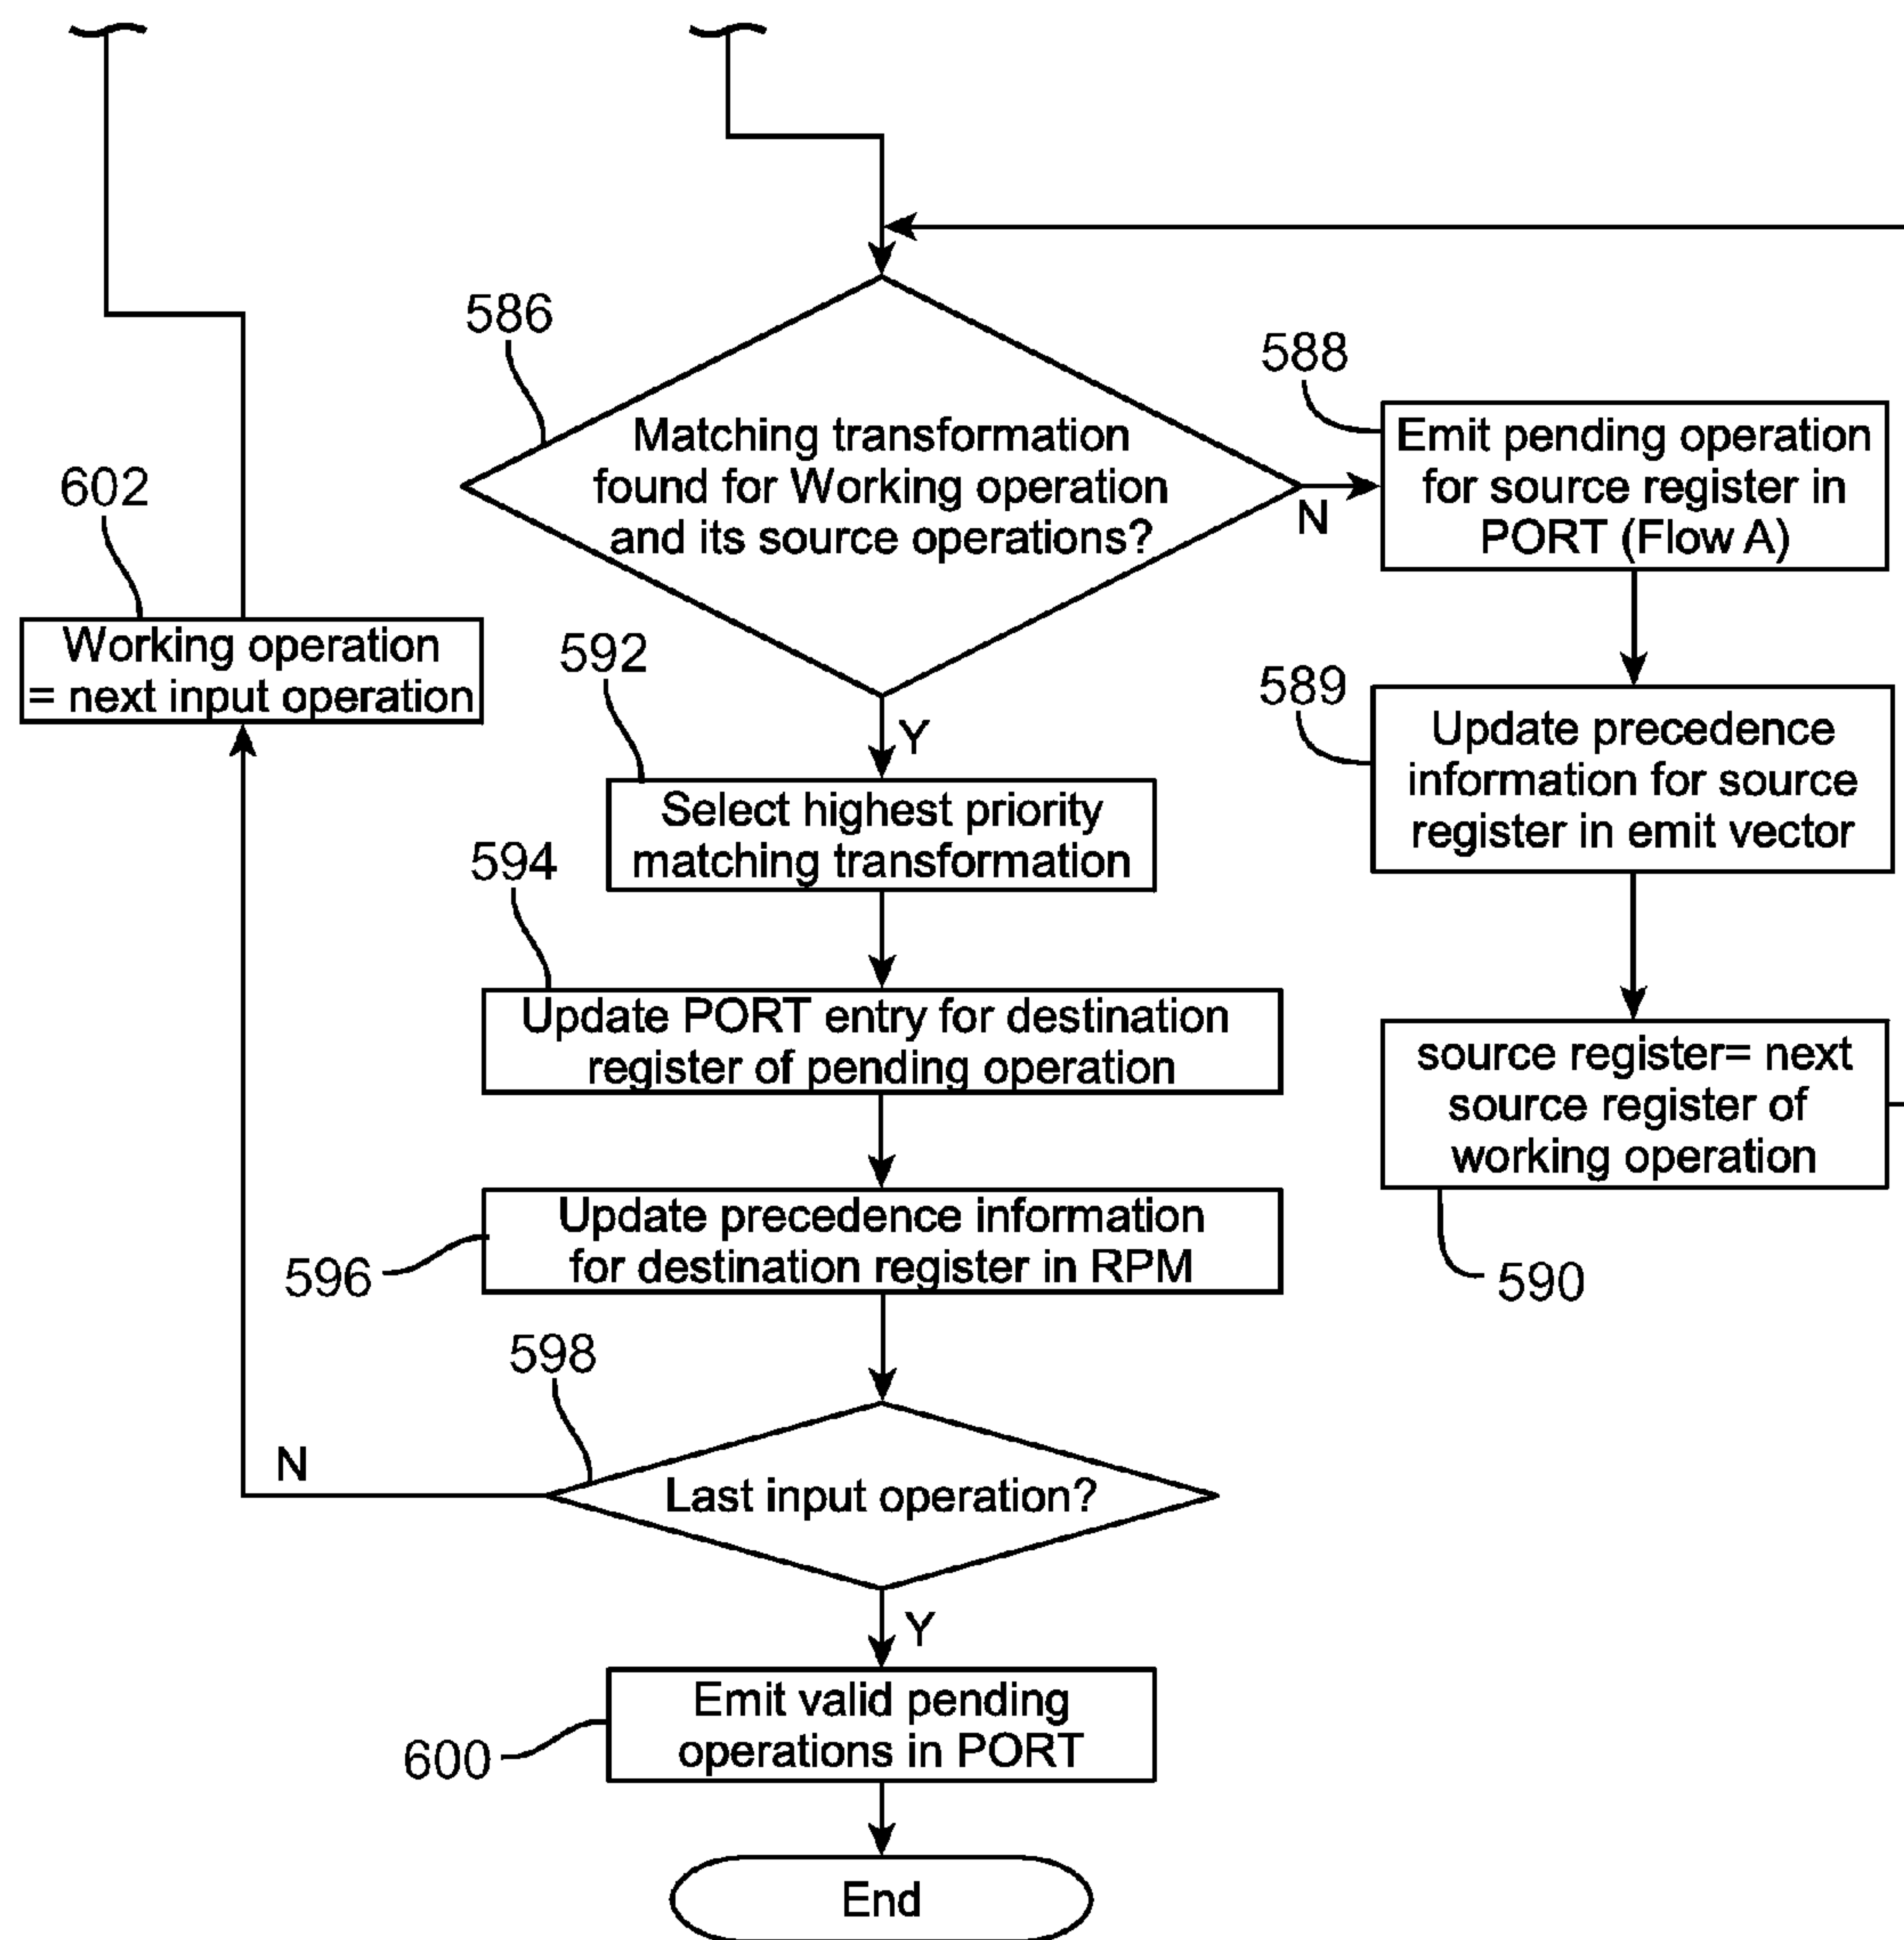 586
Matching transformation
found for Working operation
and its source operations?
N
588
Emit pending operation
for source register in
PORT (Flow A)
602
Working operation
= next input operation
592
Y
Select highest priority
matching transformation
589
Update precedence
information for source
register in emit vector
594
Update PORT entry for destination
register of pending operation
source register= next
source register of
working operation
590
596
Update precedence information
for destination register in RPM
598
N
Last input operation?
Y
600
Emit valid pending
operations in PORT
End